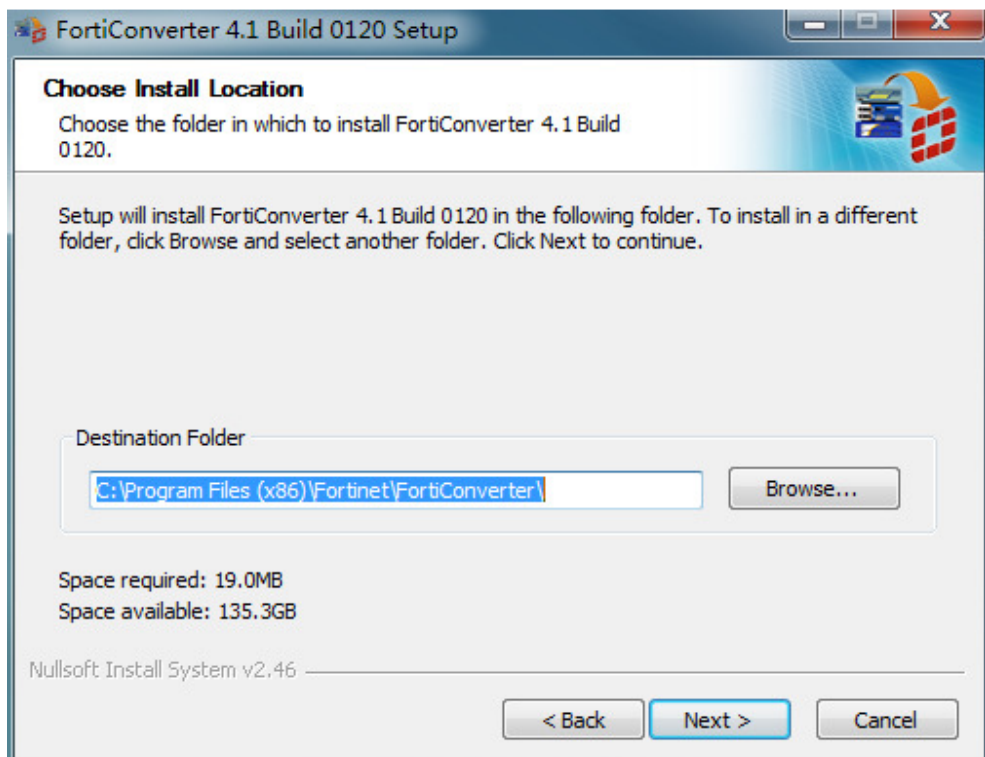 FortiConverter 4.1 Build 0120 Setup
Choose Install Location
Choose the folder in which to install FortiConverter 4.1 Build
0120.
Setup will install FortiConverter 4.1 Build 0120 in the following folder. To install in a different
folder, click Browse and select another folder. Click Next to continue.
Destination Folder
C:\Program Files (x86)\Fortinet\FortiConverter\
Browse...
Space required: 19.0MB
Space available: 135.3GB
Nullsoft Install System v2.46
< Back
Next >
Cancel